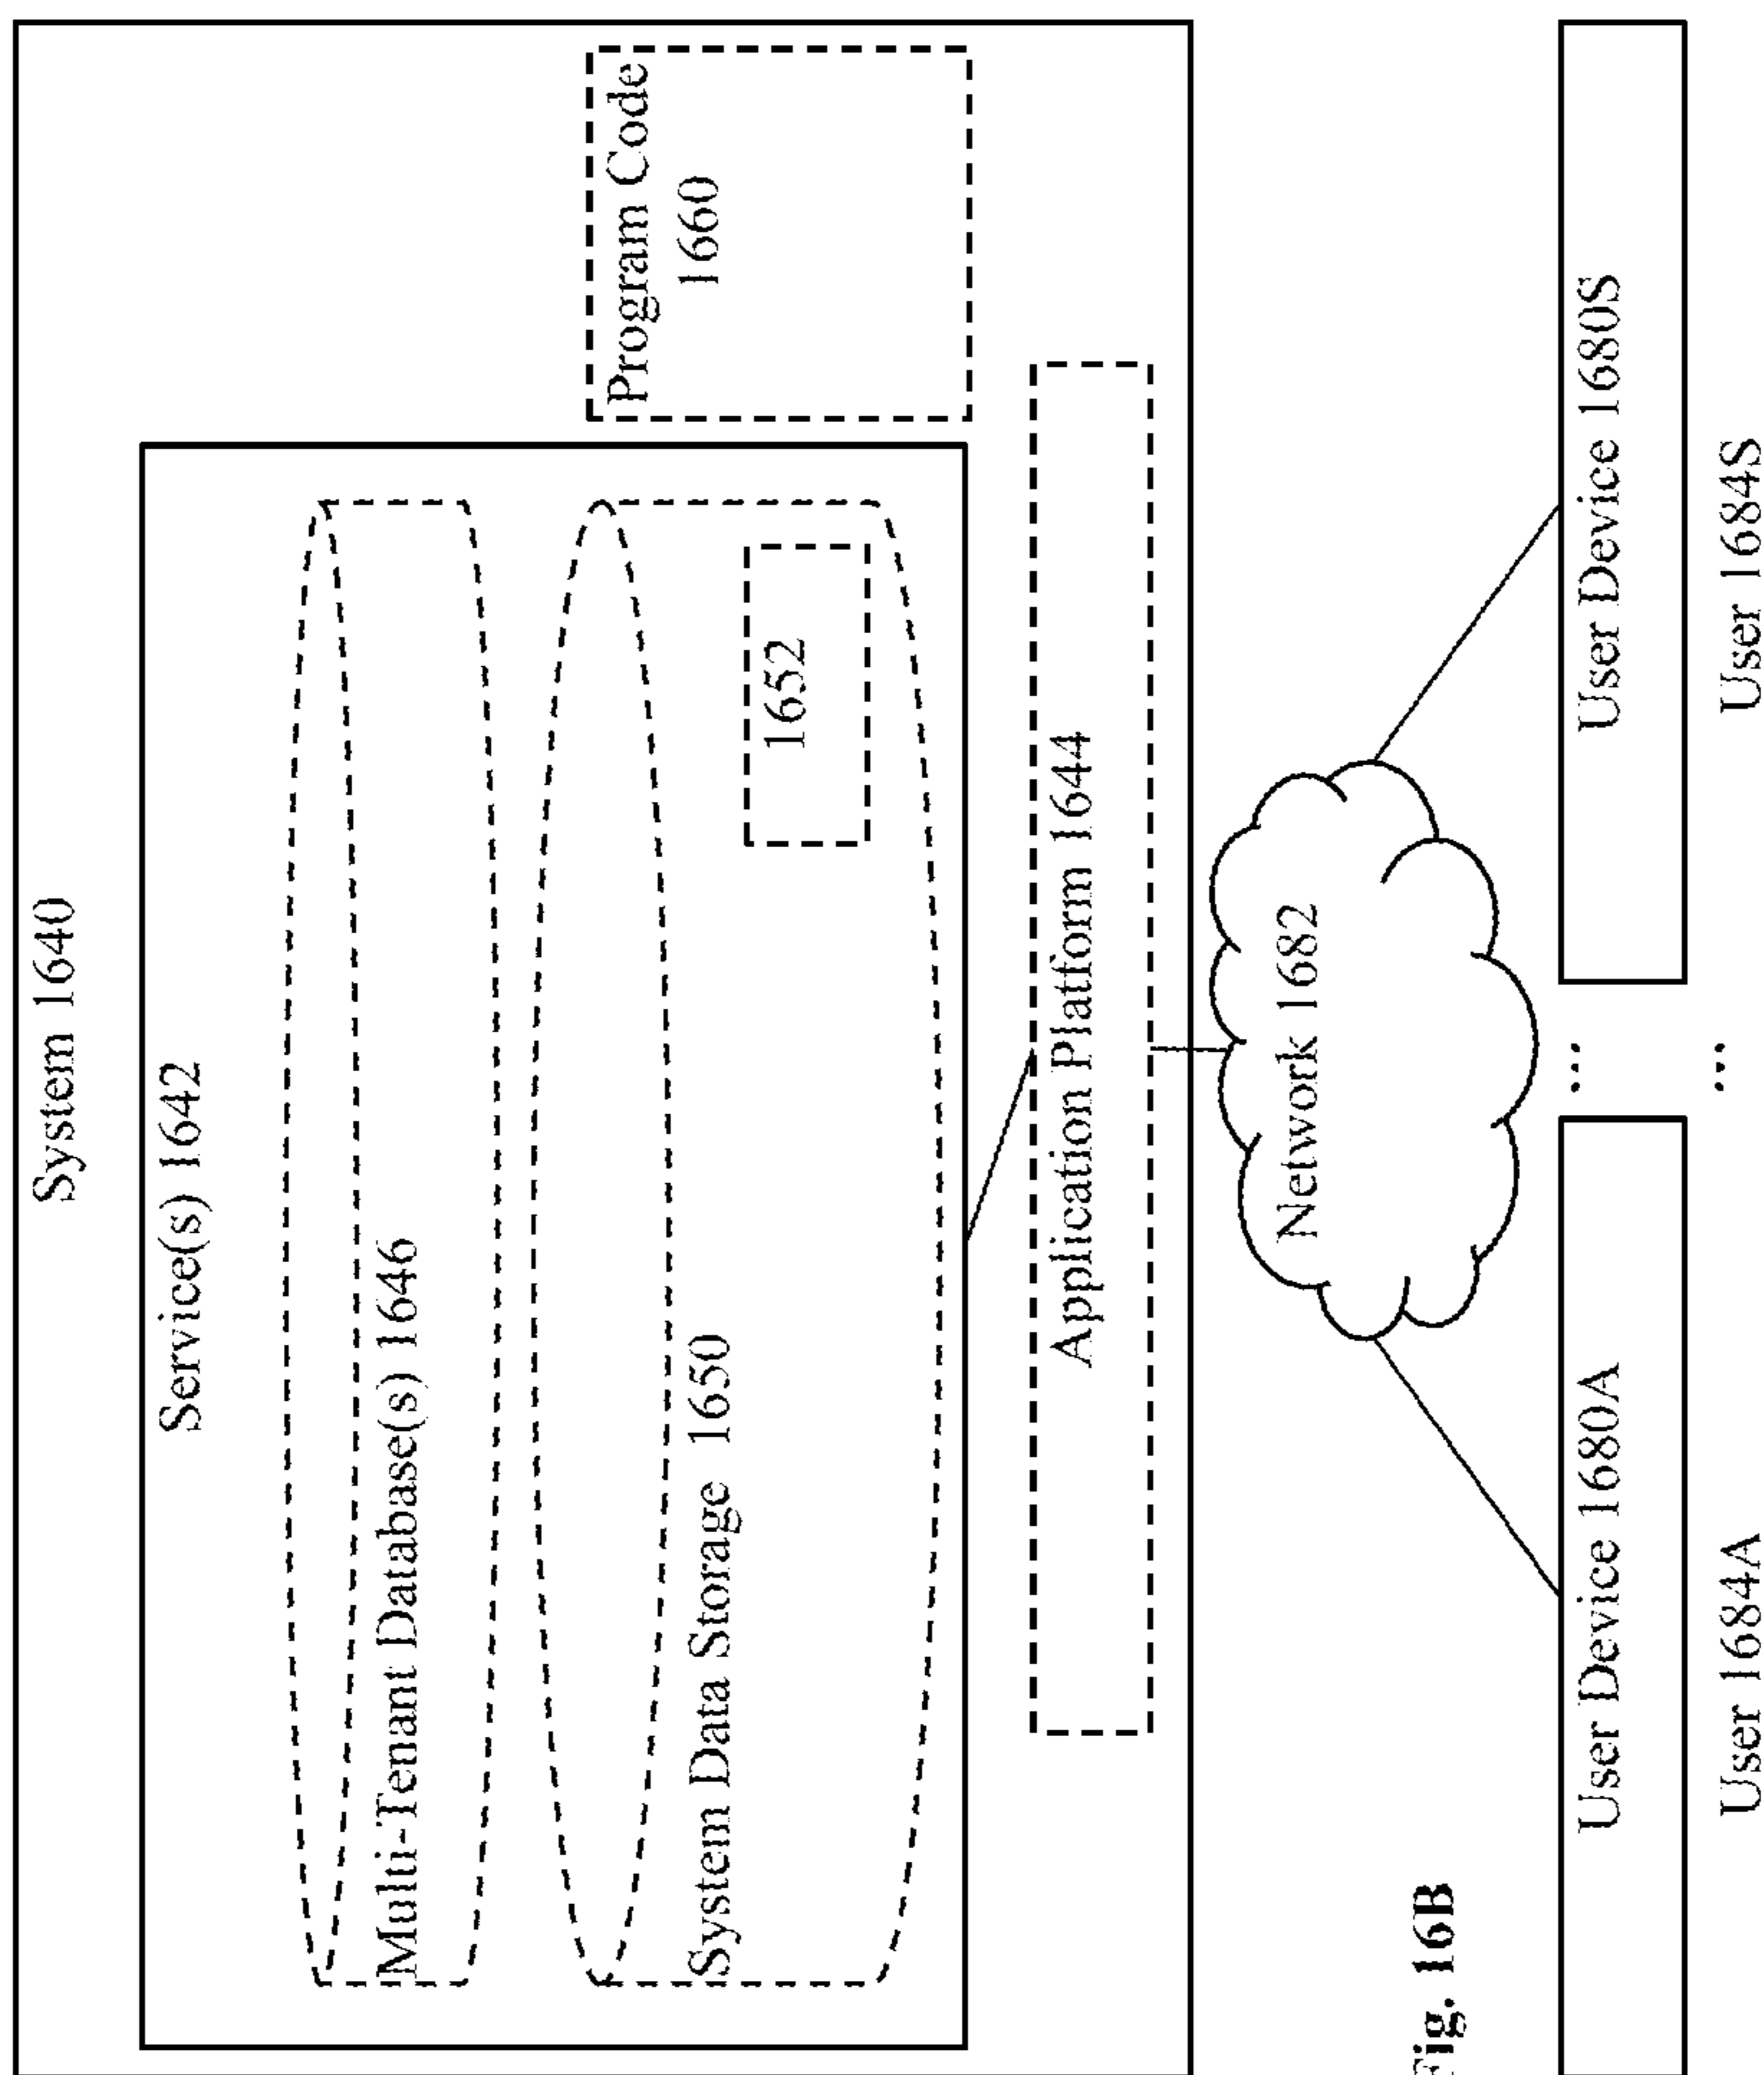 System 1640
Service(s) 1642
Multi-Tenant Database(s) 1646
System Data Storage 1650
1652
Program Code
1660
Application Platform 1644
Network 1682
Fig. 16B
User Device 1680A
...
User Device 1680S
User 1684A
...
User 1684S